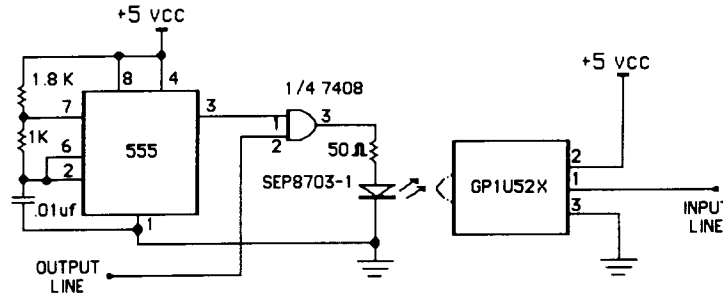 +5 VCC
1.8 K
8
4
7
3
1/4 7408
1
3
2
1K
6
555
2
50Ω
SEP8703-1
.01uf
1
OUTPUT
LINE
+5 VCC
GP1U52X
2
1
3
INPUT
LINE